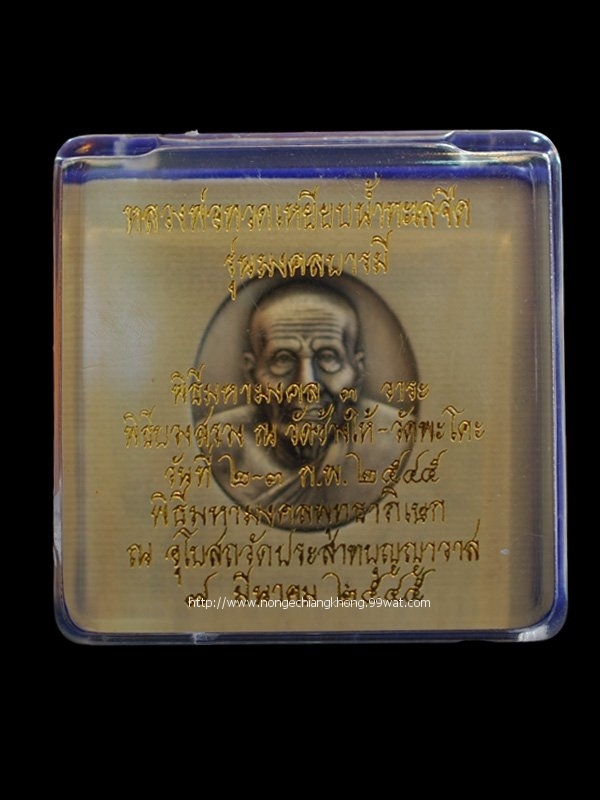 หลวงพ่อทวดเหยียบน้ำทะเลจืด
รุ่นมงคลบารมี
พิธีมหามงคล ๓ วาระ
พิธีบวงสรวง ณ วัดช้างให้-วัดพะโคะ
วันที่ ๒-๓ ก.พ. ๒๕๔๕
พิธีมหามงคลพุทธาภิเษก
ณ อุโบสถวัดประสาทบุญญาวาส
๗ มีนาคม ๒๕๔๕
http://www.nongechiangkhong.99wat.com